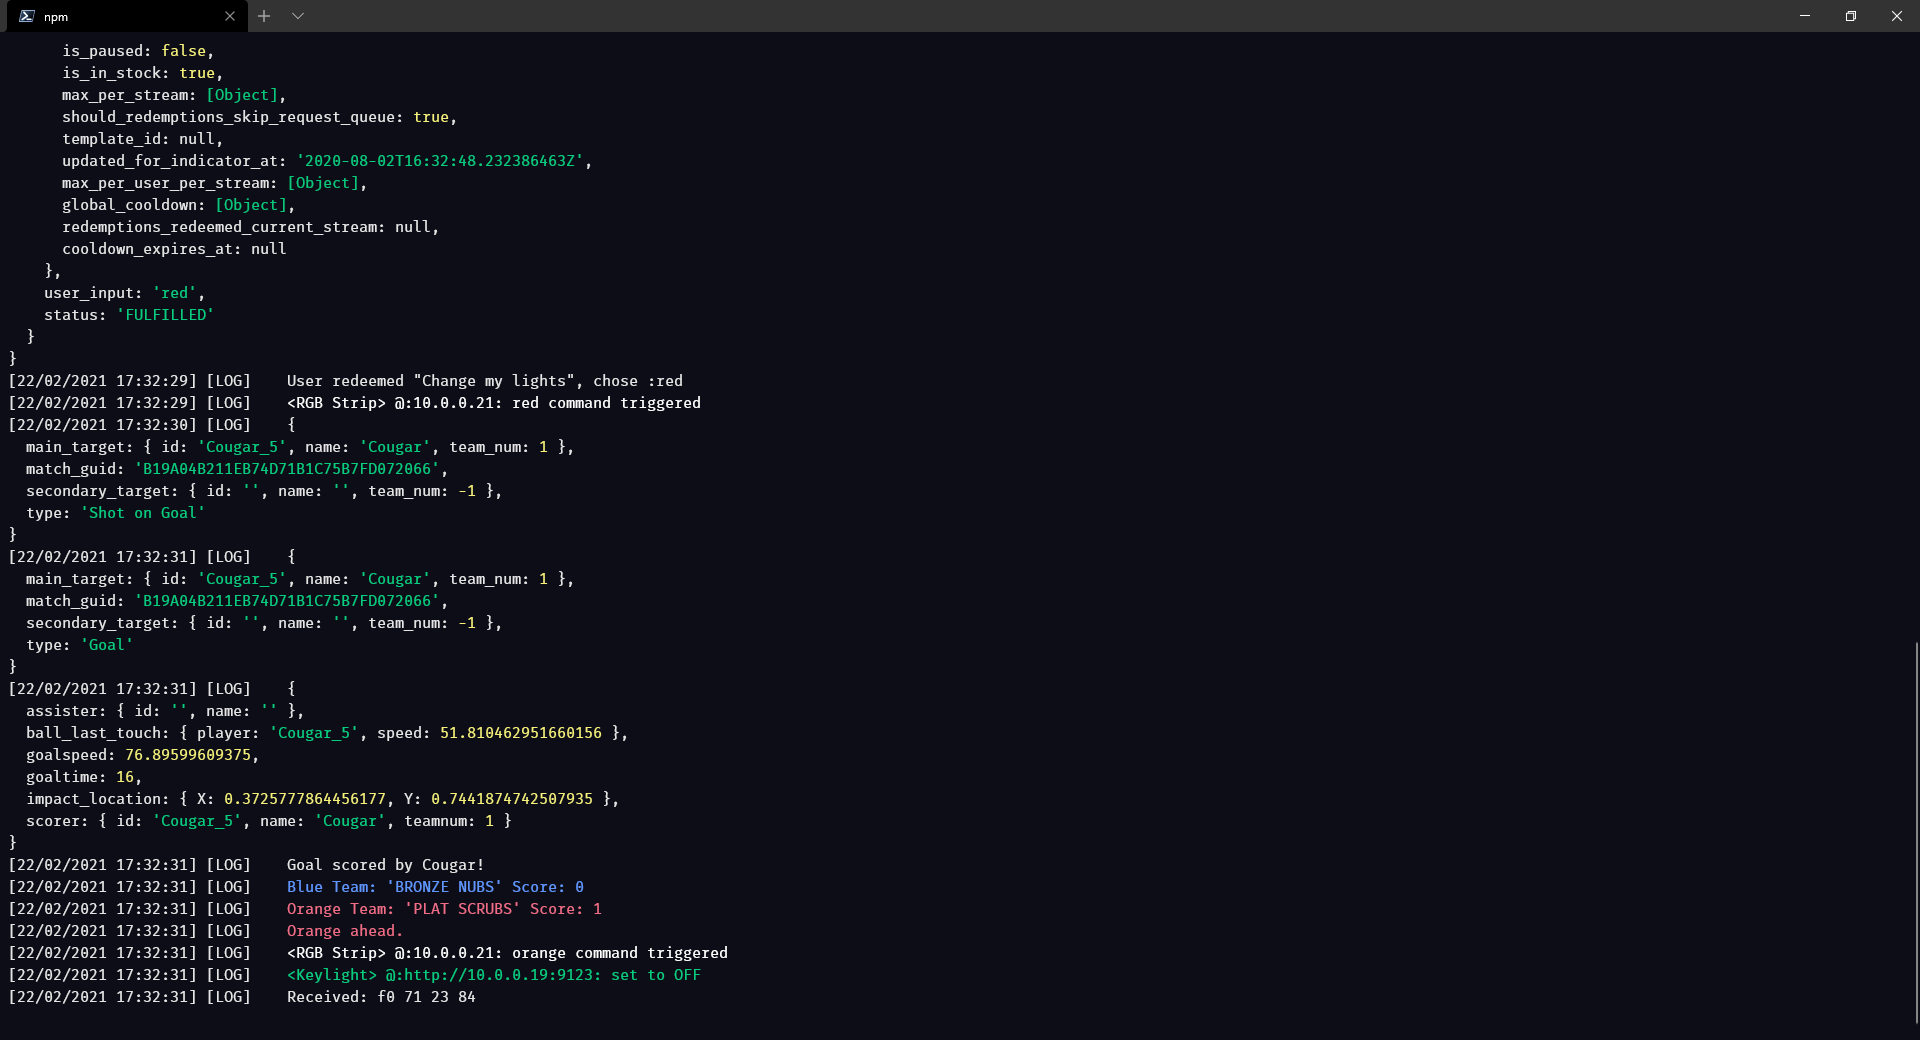 npm
      is_paused: false,
      is_in_stock: true,
      max_per_stream: [Object],
      should_redemptions_skip_request_queue: true,
      template_id: null,
      updated_for_indicator_at: '2020-08-02T16:32:48.232386463Z',
      max_per_user_per_stream: [Object],
      global_cooldown: [Object],
      redemptions_redeemed_current_stream: null,
      cooldown_expires_at: null
    },
    user_input: 'red',
    status: 'FULFILLED'
  }
}
[22/02/2021 17:32:29] [LOG]    User redeemed "Change my lights", chose :red
[22/02/2021 17:32:29] [LOG]    <RGB Strip> @:10.0.0.21: red command triggered
[22/02/2021 17:32:30] [LOG]    {
  main_target: { id: 'Cougar_5', name: 'Cougar', team_num: 1 },
  match_guid: 'B19A04B211EB74D71B1C75B7FD072066',
  secondary_target: { id: '', name: '', team_num: -1 },
  type: 'Shot on Goal'
}
[22/02/2021 17:32:31] [LOG]    {
  main_target: { id: 'Cougar_5', name: 'Cougar', team_num: 1 },
  match_guid: 'B19A04B211EB74D71B1C75B7FD072066',
  secondary_target: { id: '', name: '', team_num: -1 },
  type: 'Goal'
}
[22/02/2021 17:32:31] [LOG]    {
  assister: { id: '', name: '' },
  ball_last_touch: { player: 'Cougar_5', speed: 51.810462951660156 },
  goalspeed: 76.89599609375,
  goaltime: 16,
  impact_location: { X: 0.3725777864456177, Y: 0.7441874742507935 },
  scorer: { id: 'Cougar_5', name: 'Cougar', teamnum: 1 }
}
[22/02/2021 17:32:31] [LOG]    Goal scored by Cougar!
[22/02/2021 17:32:31] [LOG]    Blue Team: 'BRONZE NUBS' Score: 0
[22/02/2021 17:32:31] [LOG]    Orange Team: 'PLAT SCRUBS' Score: 1
[22/02/2021 17:32:31] [LOG]    Orange ahead.
[22/02/2021 17:32:31] [LOG]    <RGB Strip> @:10.0.0.21: orange command triggered
[22/02/2021 17:32:31] [LOG]    <Keylight> @:http://10.0.0.19:9123: set to OFF
[22/02/2021 17:32:31] [LOG]    Received: f0 71 23 84